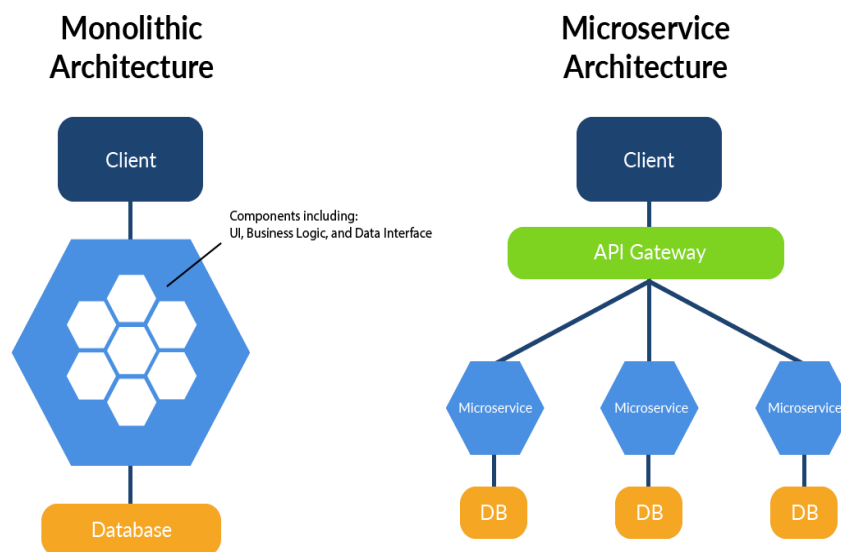 Monolithic
Architecture
Client
Components including:
UI, Business Logic, and Data Interface
Database
Microservice
Architecture
Client
API Gateway
Microservice
Microservice
Microservice
DB
DB
DB